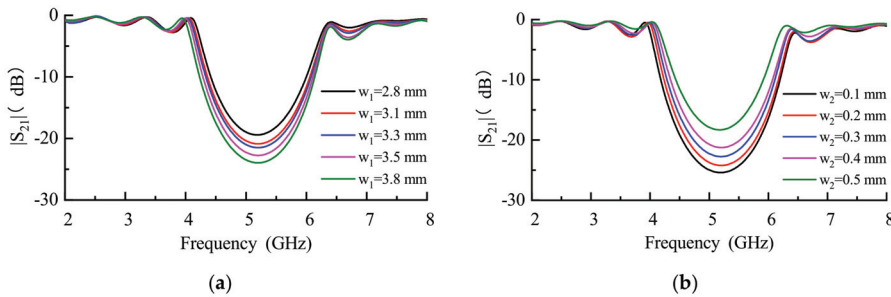 0
-10
-20
-30
|S21|( dB)
w1=2.8 mm
w1=3.1 mm
w1=3.3 mm
w1=3.5 mm
w1=3.8 mm
2 3 4 5 6 7 8
Frequency (GHz)
(a)
0
-10
-20
-30
|S21|( dB)
w2=0.1 mm
w2=0.2 mm
w2=0.3 mm
w2=0.4 mm
w2=0.5 mm
2 3 4 5 6 7 8
Frequency (GHz)
(b)